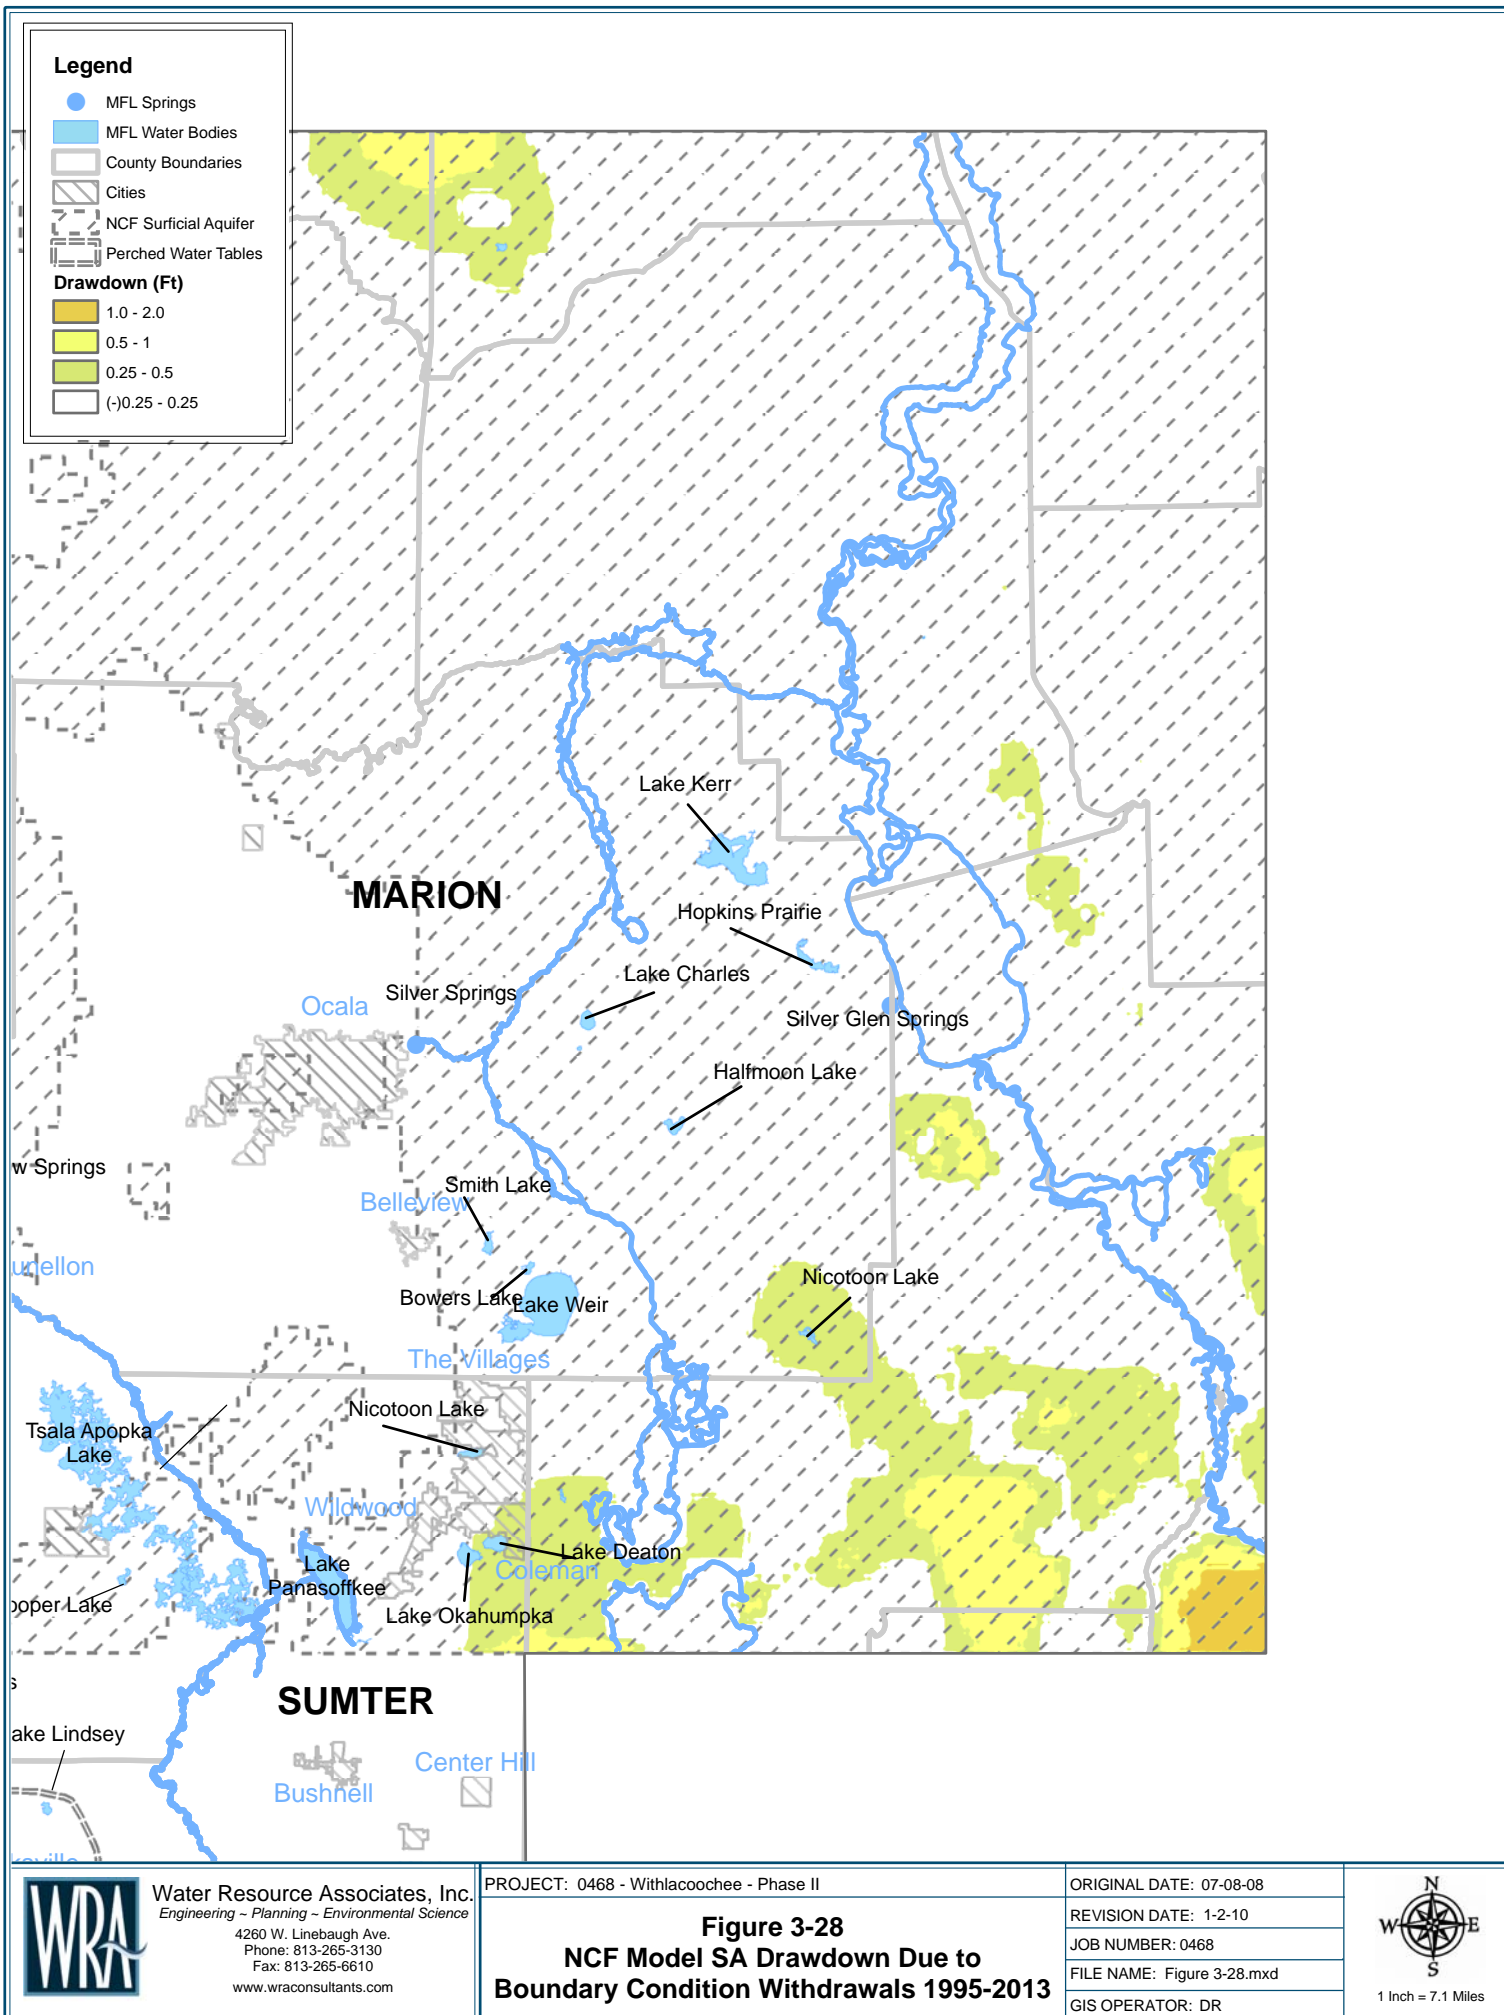 Legend
MFL Springs
MFL Water Bodies
County Boundaries
Cities
NCF Surficial Aquifer
Perched Water Tables
Drawdown (Ft)
1.0 - 2.0
0.5 - 1
0.25 - 0.5
(-)0.25 - 0.25
Lake Kerr
MARION
Hopkins Prairie
Lake Charles
Silver Springs
Ocala
Silver Glen Springs
Halfmoon Lake
w Springs
Smith Lake
Belleview
unellon
Nicotoon Lake
Bowers Lake
Lake Weir
The Villages
Nicotoon Lake
Tsala Apopka
Lake
Wildwood
Lake Deaton
Lake
Panasoffkee
Coleman
ooper Lake
Lake Okahumpka
s
SUMTER
ake Lindsey
Center Hill
Bushnell
ksville
WRA
Water Resource Associates, Inc.
Engineering ~ Planning ~ Environmental Science
4260 W. Linebaugh Ave.
Phone: 813-265-3130
Fax: 813-265-6610
www.wraconsultants.com
PROJECT: 0468 - Withlacoochee - Phase II
Figure 3-28
NCF Model SA Drawdown Due to
Boundary Condition Withdrawals 1995-2013
ORIGINAL DATE: 07-08-08
REVISION DATE: 1-2-10
JOB NUMBER: 0468
FILE NAME: Figure 3-28.mxd
GIS OPERATOR: DR
N
W E
S
1 Inch = 7.1 Miles